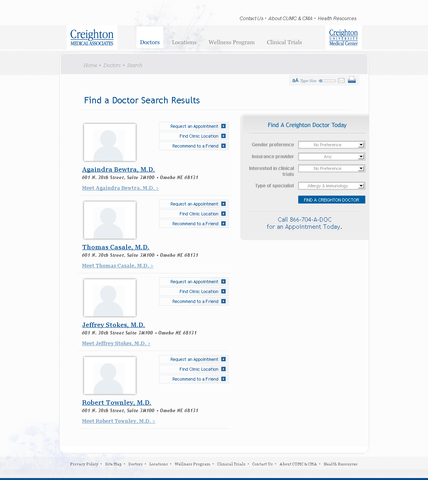 Contact Us • About CUMC & CMA • Health Resources
Creighton
MEDICAL ASSOCIATES
Doctors
Locations
Wellness Program
Clinical Trials
Creighton
UNIVERSITY
Medical Center
Home • Doctors • Search
aA Type Size
Find a Doctor Search Results
Request an Appointment
Find Clinic Location
Recommend to a Friend
Againdra Bewtra, M.D.
601 N. 30th Street, Suite 3M100 • Omaha NE 68131
Meet Againdra Bewtra, M.D. >
Request an Appointment
Find Clinic Location
Recommend to a Friend
Thomas Casale, M.D.
601 N. 30th Street Suite 3M100 • Omaha NE 68131
Meet Thomas Casale, M.D. >
Request an Appointment
Find Clinic Location
Recommend to a Friend
Jeffrey Stokes, M.D.
601 N. 30th Street Suite 3M100 • Omaha NE 68131
Meet Jeffrey Stokes, M.D. >
Request an Appointment
Find Clinic Location
Recommend to a Friend
Robert Townley, M.D.
601 N. 30th Street, Suite 3M100 • Omaha NE 68131
Meet Robert Townley, M.D. >
Find A Creighton Doctor Today
Gender preference
No Preference
Insurance provider
Interested in clinical
trials
No Preference
Type of specialist
Allergy & Immunology
FIND A CREIGHTON DOCTOR
Call 866-704-A-DOC
for an Appointment Today.
Privacy Policy • Site Map • Doctors • Locations • Wellness Program • Clinical Trials • Contact Us • About CUMC & CMA • Health Resources